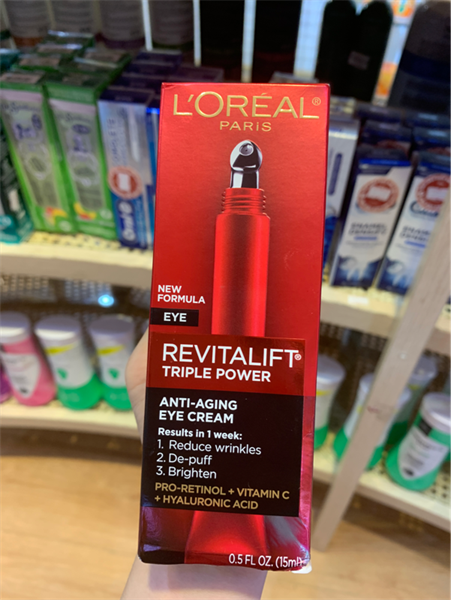 L'ORÉAL®
PARIS
NEW
FORMULA
EYE
REVITALIFT®
TRIPLE POWER
ANTI-AGING
EYE CREAM
Results in 1 week:
1. Reduce wrinkles
2. De-puff
3. Brighten
PRO-RETINOL + VITAMIN C
+ HYALURONIC ACID
0.5 FL OZ. (15mL)